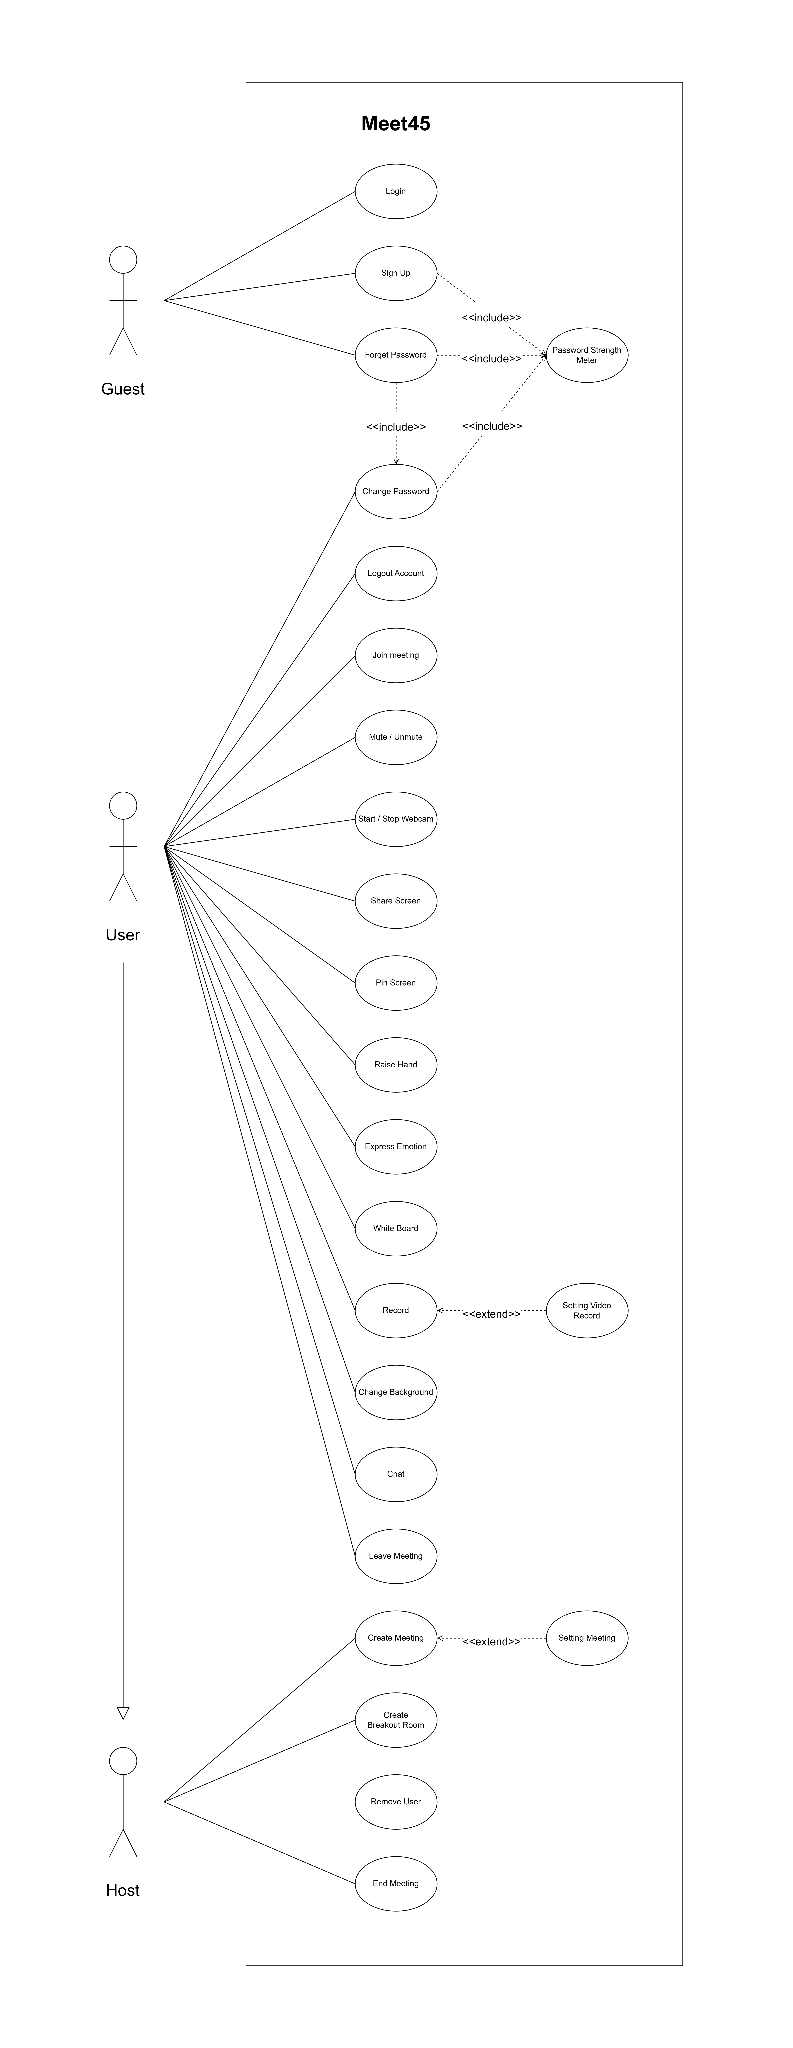 Meet45
Login
Sign Up
<<include>>
Forget Password
<<include>>
Password Strength
Meter
Guest
<<include>>
<<include>>
Change Password
Logout Account
Join meeting
Mute / Unmute
Start / Stop Webcam
Share Screen
User
Pin Screen
Raise Hand
Express Emotion
White Board
Record
<<extend>>
Setting Video
Record
Change Background
Chat
Leave Meeting
Create Meeting
<<extend>>
Setting Meeting
Create
Breakout Room
Remove User
End Meeting
Host